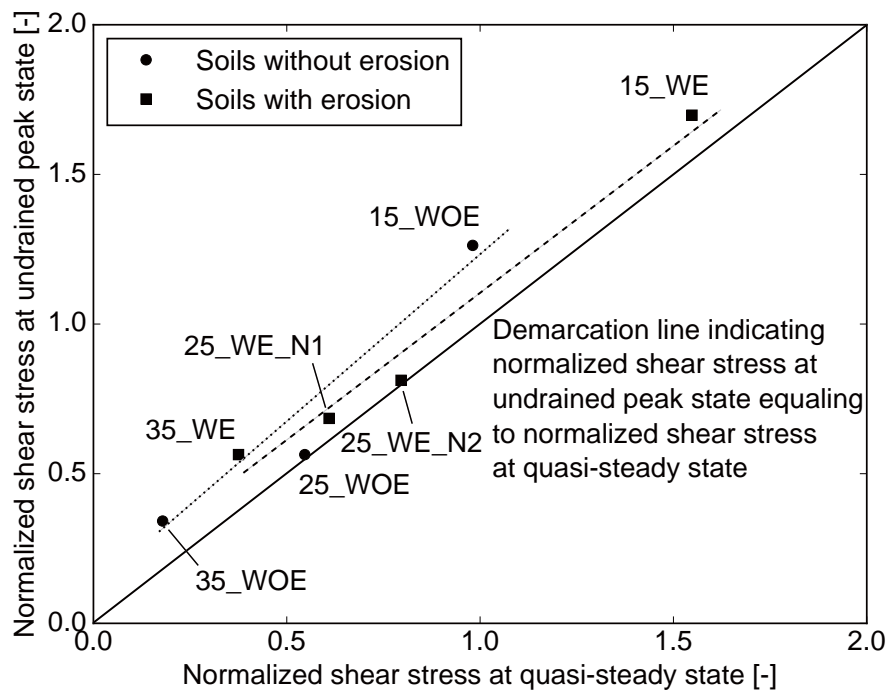 2.0
Soils without erosion
Soils with erosion
15_WE
1.5
15_WOE
1.0
Demarcation line indicating
normalized shear stress at
undrained peak state equaling
to normalized shear stress
at quasi-steady state
25_WE_N1
35_WE
25_WE_N2
0.5
25_WOE
35_WOE
0.0
0.0 0.5 1.0 1.5 2.0
Normalized shear stress at quasi-steady state [-]
Normalized shear stress at undrained peak state [-]